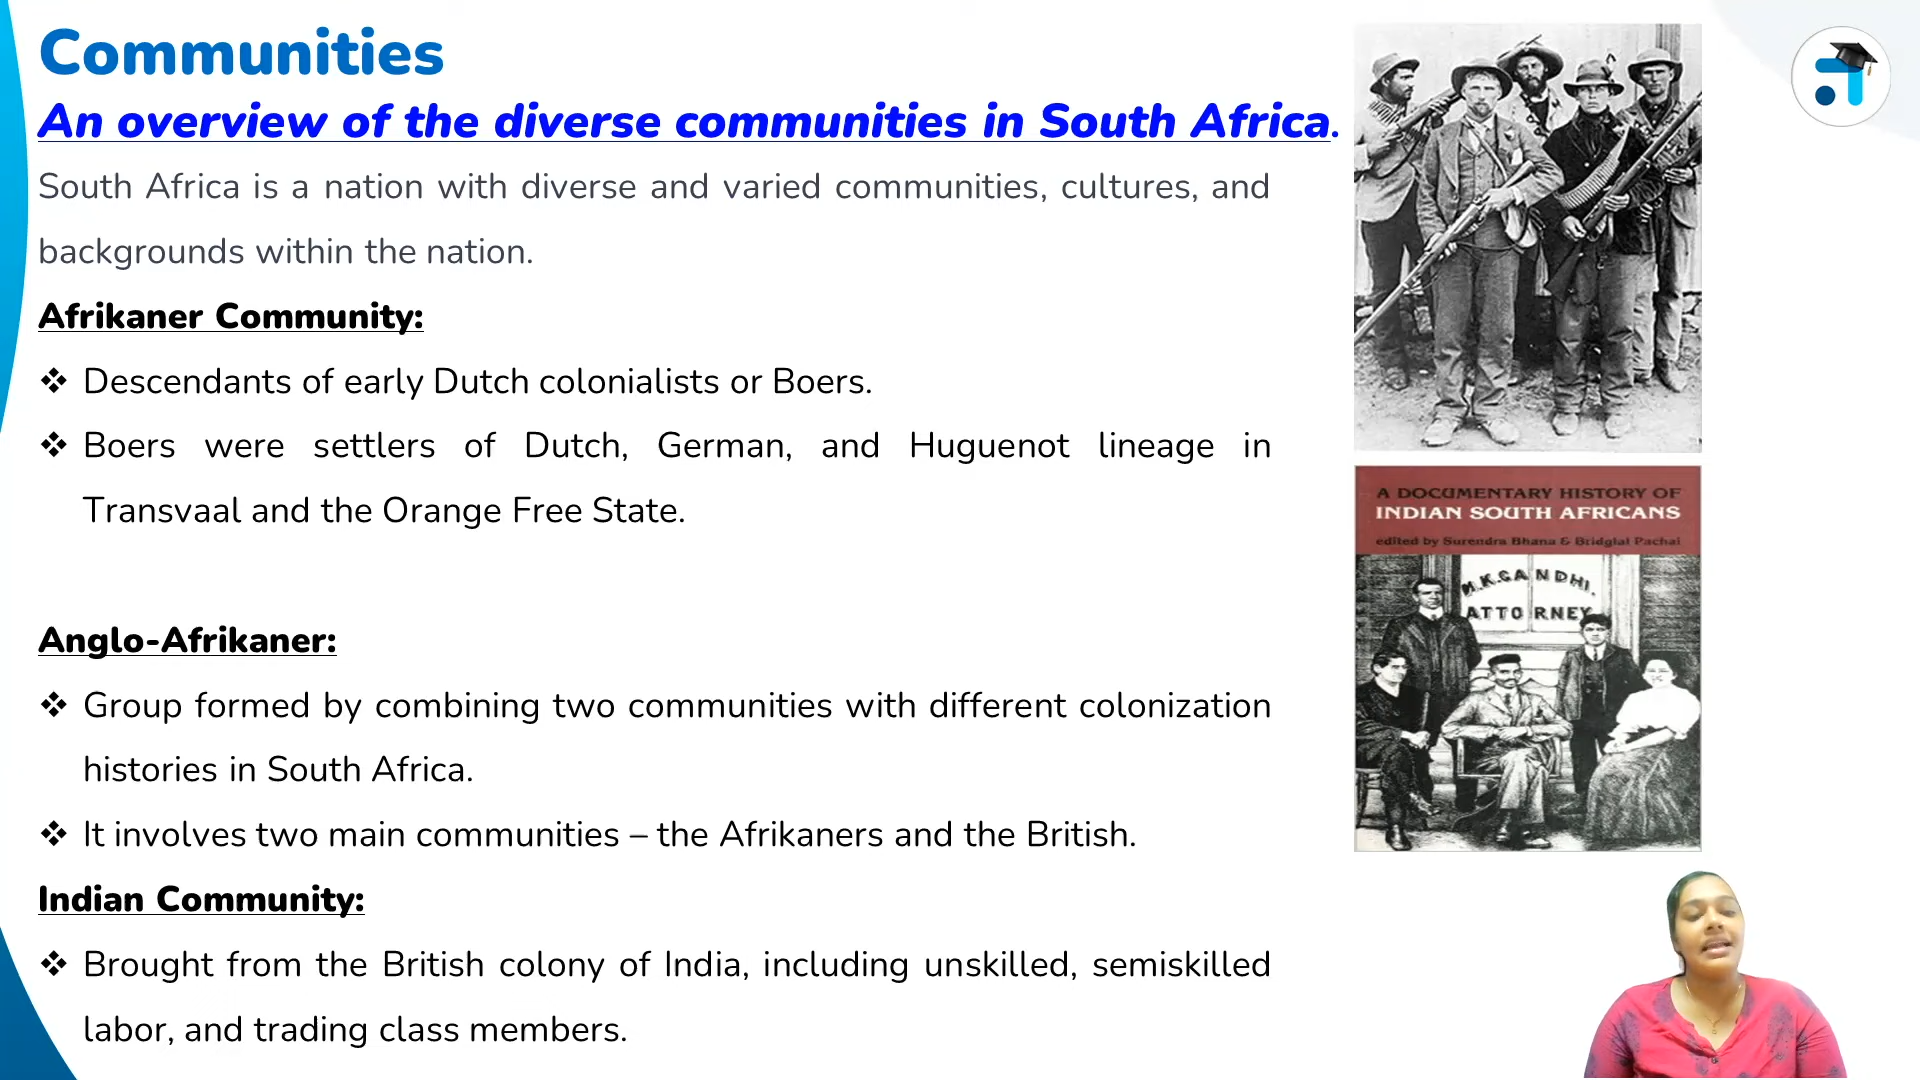 Communities
An overview of the diverse communities in South Africa.
South Africa is a nation with diverse and varied communities, cultures, and
backgrounds within the nation.
Afrikaner Community:
❖ Descendants of early Dutch colonialists or Boers.
❖ Boers were settlers of Dutch, German, and Huguenot lineage in
Transvaal and the Orange Free State.
Anglo-Afrikaner:
❖ Group formed by combining two communities with different colonization
histories in South Africa.
❖ It involves two main communities – the Afrikaners and the British.
Indian Community:
❖ Brought from the British colony of India, including unskilled, semiskilled
labor, and trading class members.
A DOCUMENTARY HISTORY OF
INDIAN SOUTH AFRICANS
edited by Surendra Bhana & Bridglal Pachai
M.K.GANDHI.
ATTORNEY